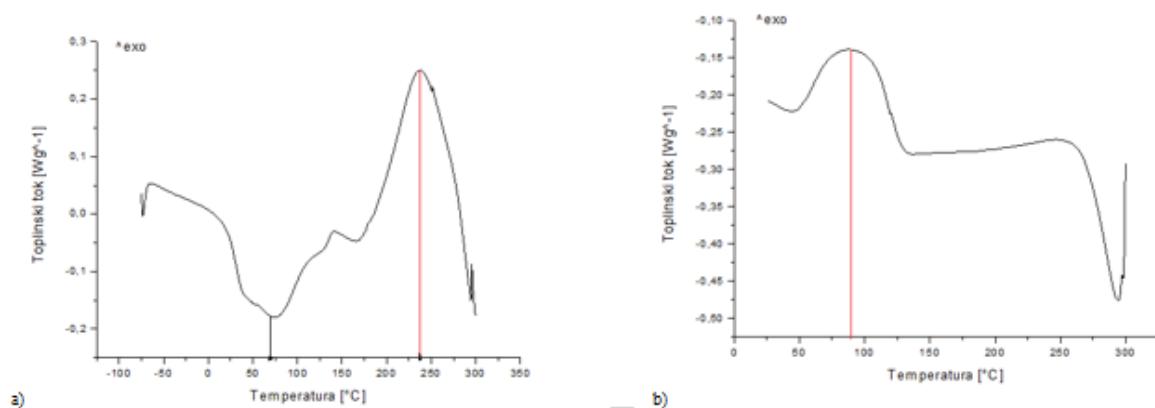 ^exo
0,3
0,2
0,1
0,0
-0,1
-0,2
Toplinski tok [Wg^-1]
-100 -50 0 50 100 150 200 250 300 350
Temperatura [°C]
a)
^exo
-0,10
-0,15
-0,20
-0,25
-0,30
-0,35
-0,40
-0,45
-0,50
Toplinski tok [Wg^-1]
0 50 100 150 200 250 300
Temperatura [°C]
b)